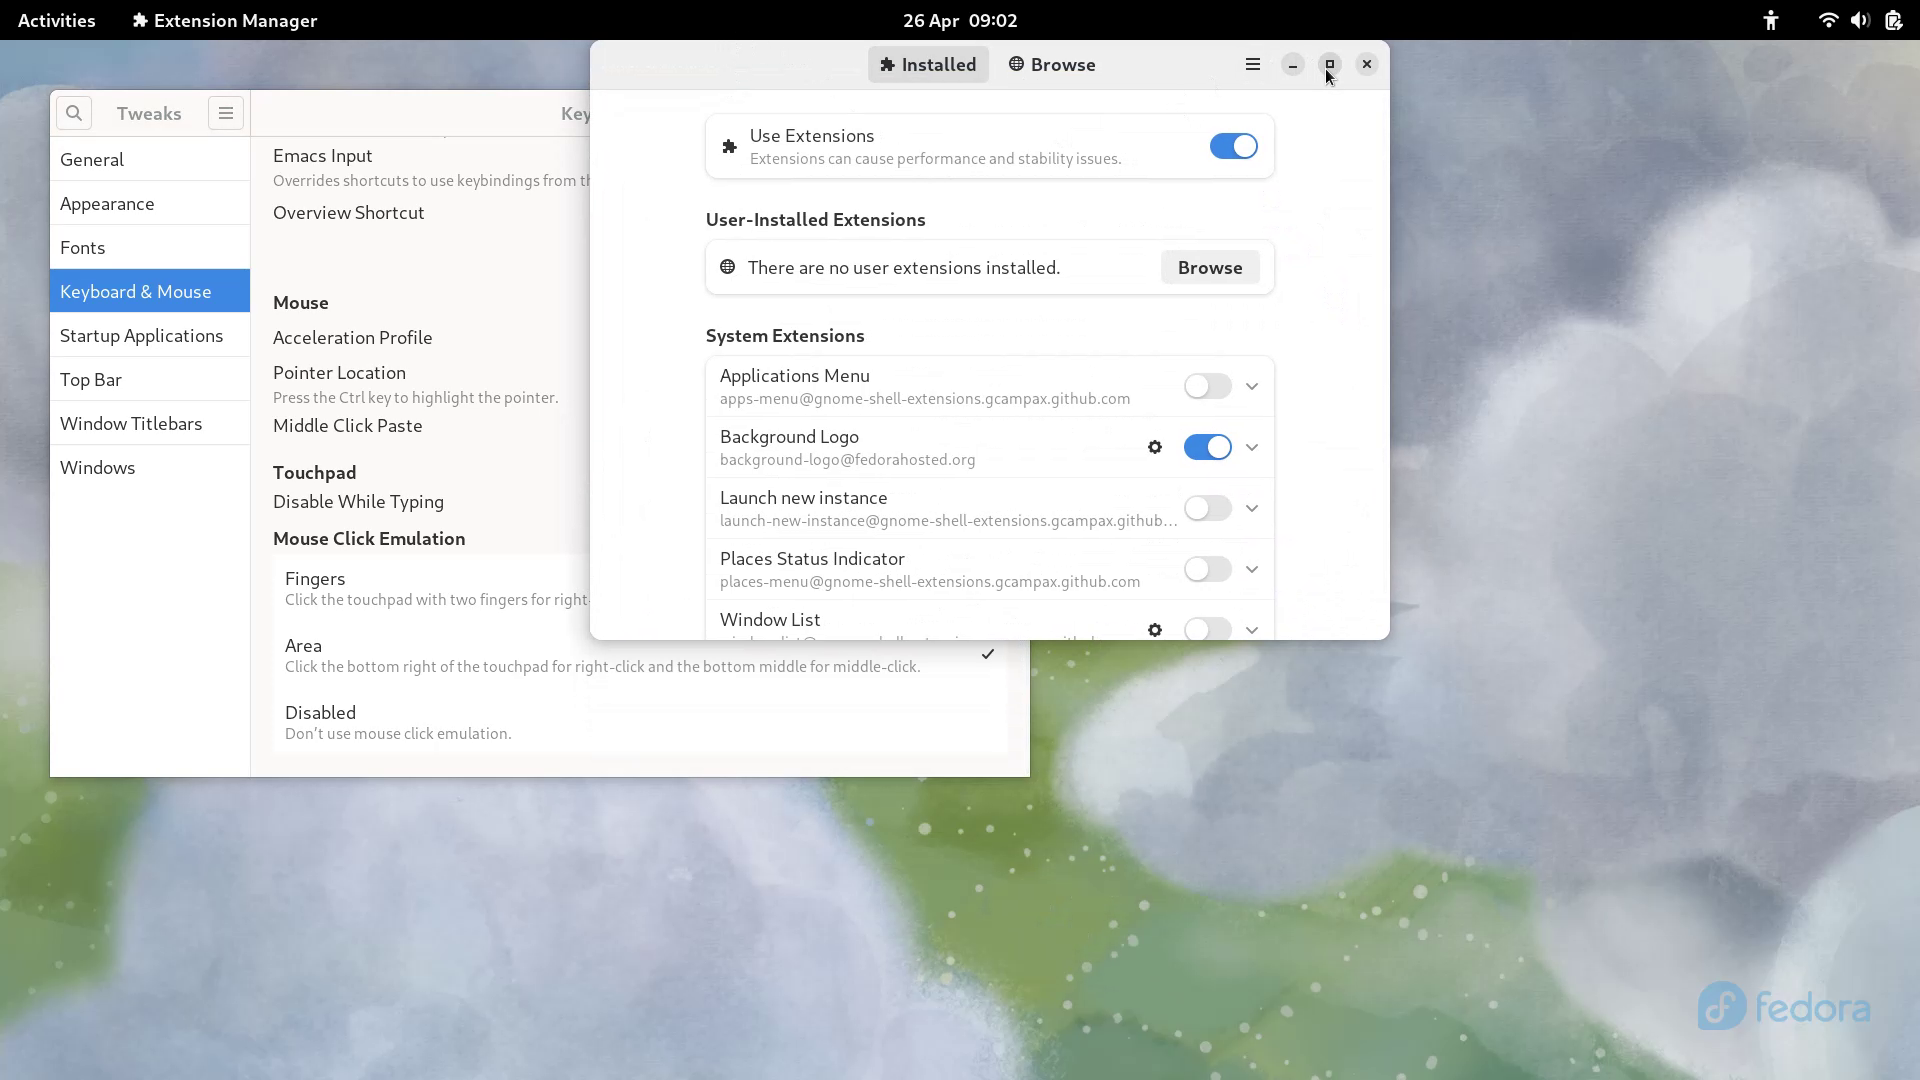 Activities
Extension Manager
26 Apr 09:02
Tweaks
Key
General
Appearance
Fonts
Keyboard & Mouse
Startup Applications
Top Bar
Window Titlebars
Windows
Emacs Input
Overrides shortcuts to use keybindings from th
Overview Shortcut
Mouse
Acceleration Profile
Pointer Location
Press the Ctrl key to highlight the pointer.
Middle Click Paste
Touchpad
Disable While Typing
Mouse Click Emulation
Fingers
Click the touchpad with two fingers for right-
Area
Click the bottom right of the touchpad for right-click and the bottom middle for middle-click.
Disabled
Don't use mouse click emulation.
Installed
Browse
Use Extensions
Extensions can cause performance and stability issues.
User-Installed Extensions
There are no user extensions installed.
Browse
System Extensions
Applications Menu
apps-menu@gnome-shell-extensions.gcampax.github.com
Background Logo
background-logo@fedorahosted.org
Launch new instance
launch-new-instance@gnome-shell-extensions.gcampax.github…
Places Status Indicator
places-menu@gnome-shell-extensions.gcampax.github.com
Window List
fedora